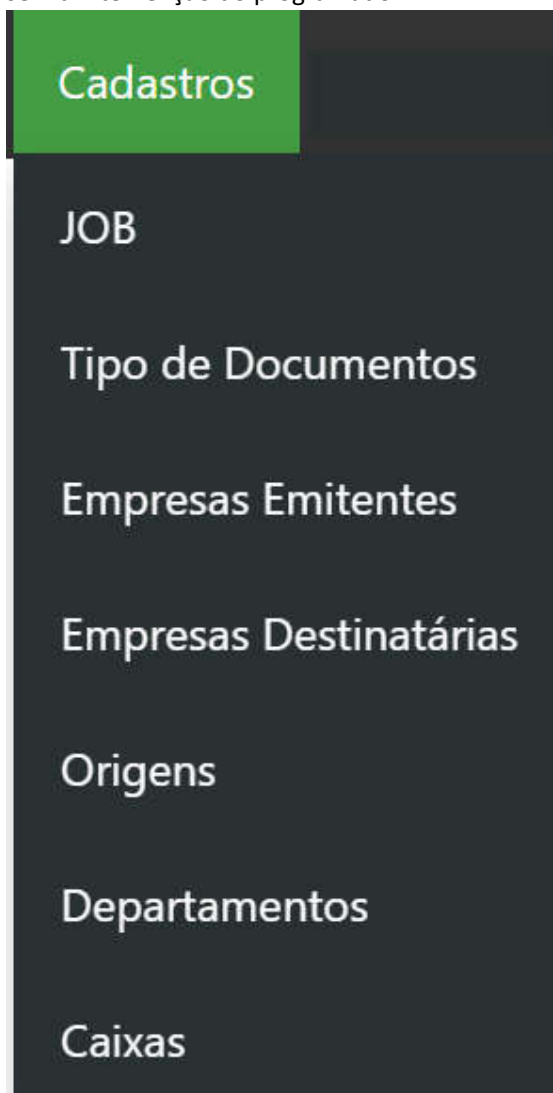 Cadastros
JOB
Tipo de Documentos
Empresas Emitentes
Empresas Destinatárias
Origens
Departamentos
Caixas